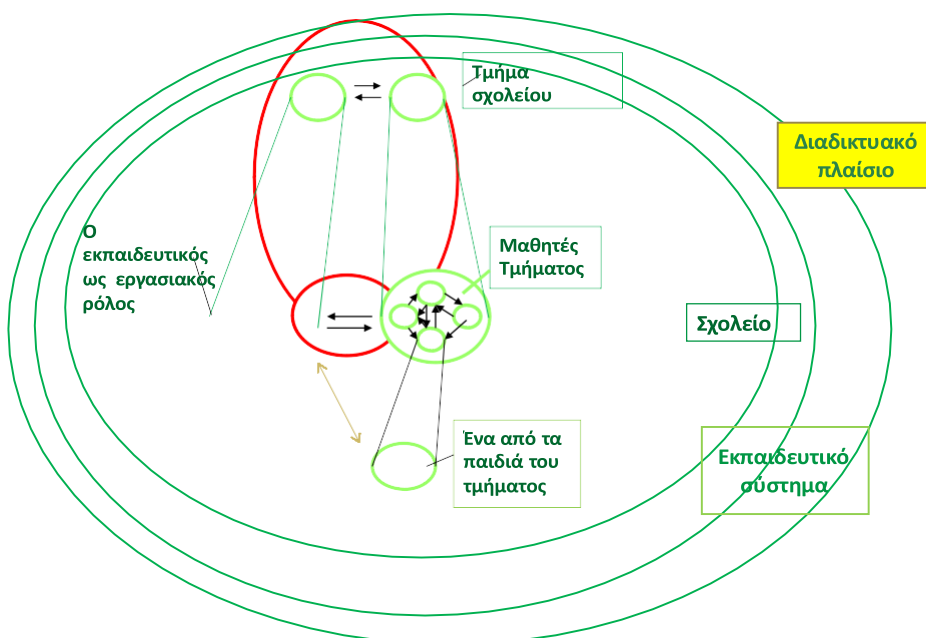 Τμήμα
σχολείου
Διαδικτυακό
πλαίσιο
Ο
εκπαιδευτικός
ως εργασιακός
ρόλος
Μαθητές
Τμήματος
Σχολείο
Ένα από τα
παιδιά του
τμήματος
Εκπαιδευτικό
σύστημα